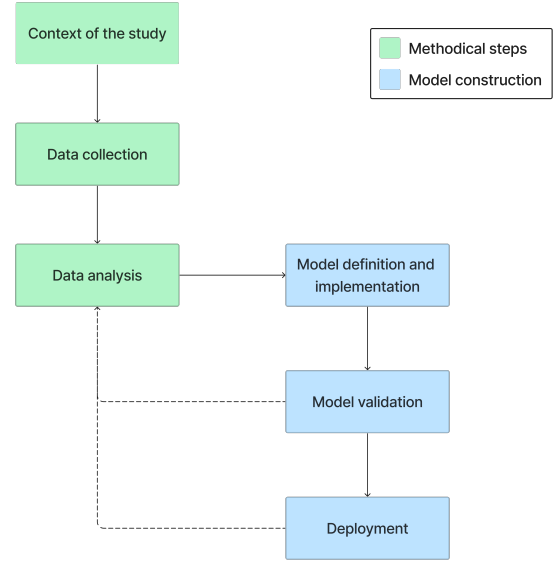 Context of the study
Methodical steps
Model construction
Data collection
Data analysis
Model definition and
implementation
Model validation
Deployment